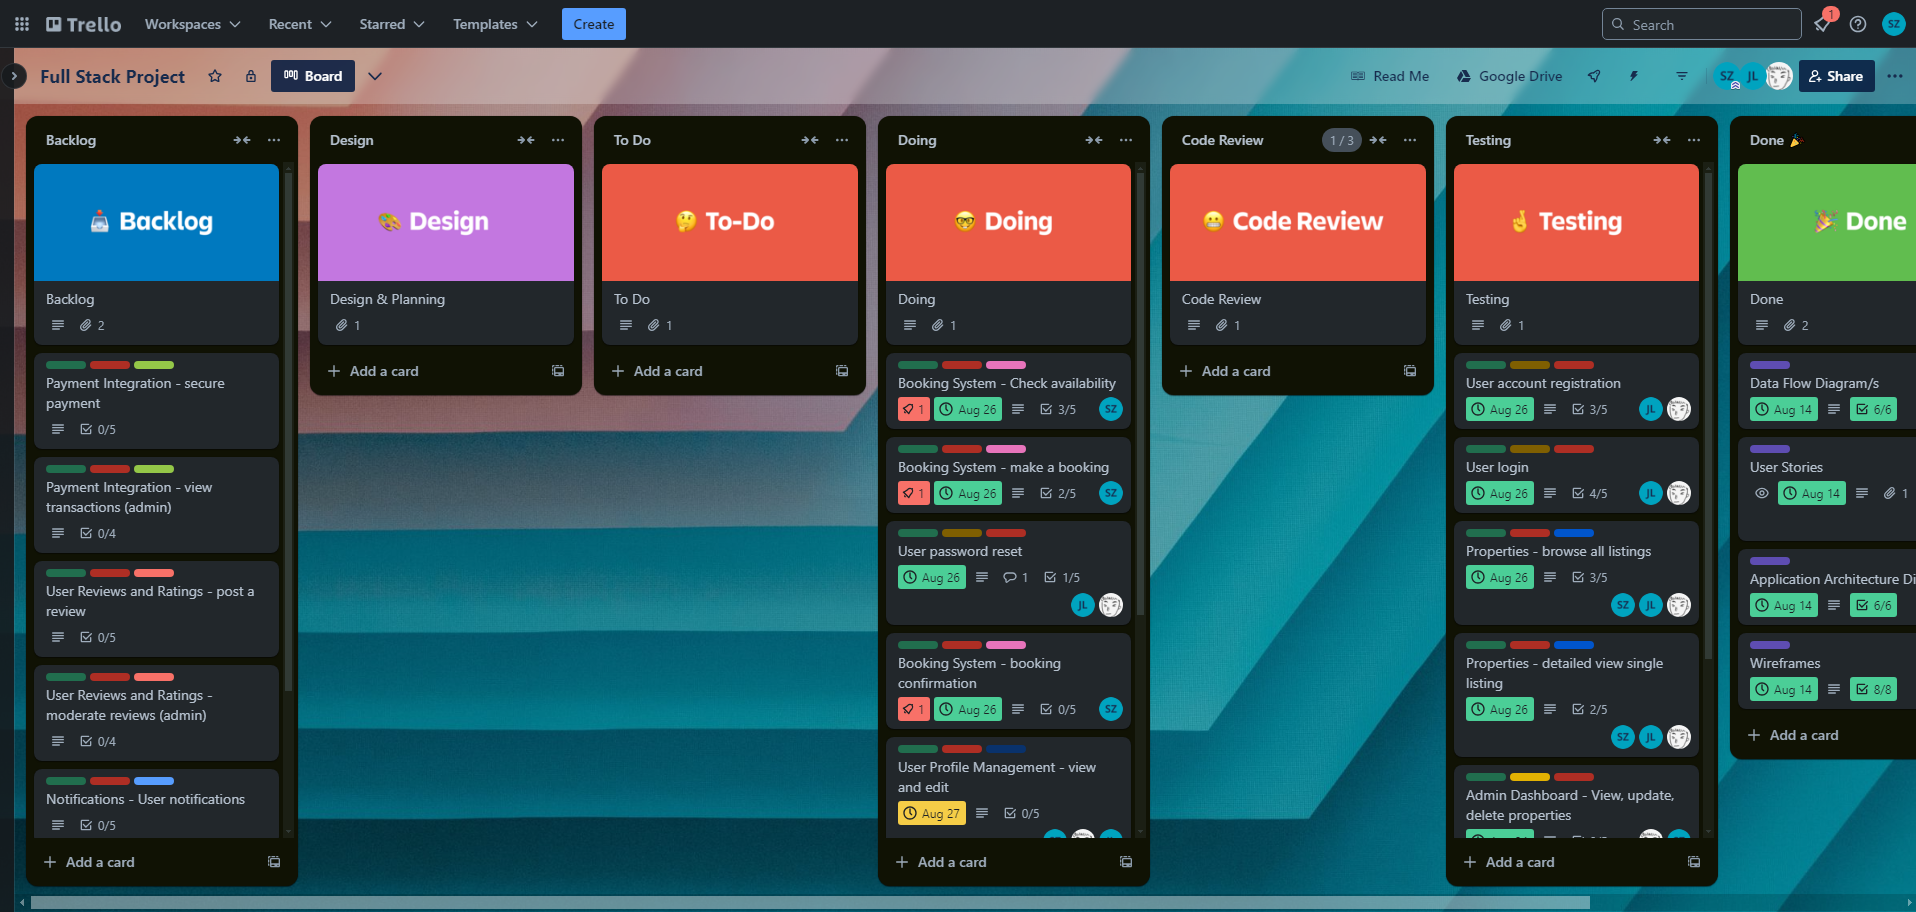 Trello
Workspaces
Recent
Starred
Templates
Create
Search
1
SZ
Full Stack Project
Board
Read Me
Google Drive
SZ
JL
Share
Backlog
Backlog
Backlog
2
Payment Integration - secure
payment
0/5
Payment Integration - view
transactions (admin)
0/4
User Reviews and Ratings - post a
review
0/5
User Reviews and Ratings -
moderate reviews (admin)
0/4
Notifications - User notifications
0/5
Add a card
Design
Design
Design & Planning
1
Add a card
To Do
To-Do
To Do
1
Add a card
Doing
Doing
Doing
1
Booking System - Check availability
1 Aug 26 3/5 SZ
Booking System - make a booking
1 Aug 26 2/5 SZ
User password reset
Aug 26 1 1/5
JL
Booking System - booking
confirmation
1 Aug 26 0/5 SZ
User Profile Management - view
and edit
Aug 27 0/5
Add a card
Code Review
1 / 3
Code Review
Code Review
1
Add a card
Testing
Testing
Testing
1
User account registration
Aug 26 3/5 JL
User login
Aug 26 4/5 JL
Properties - browse all listings
Aug 26 3/5
SZ JL
Properties - detailed view single
listing
Aug 26 2/5
SZ JL
Admin Dashboard - View, update,
delete properties
Add a card
Done
Done
Done
2
Data Flow Diagram/s
Aug 14 6/6
User Stories
Aug 14 1
Application Architecture Di
Aug 14 6/6
Wireframes
Aug 14 8/8
Add a card